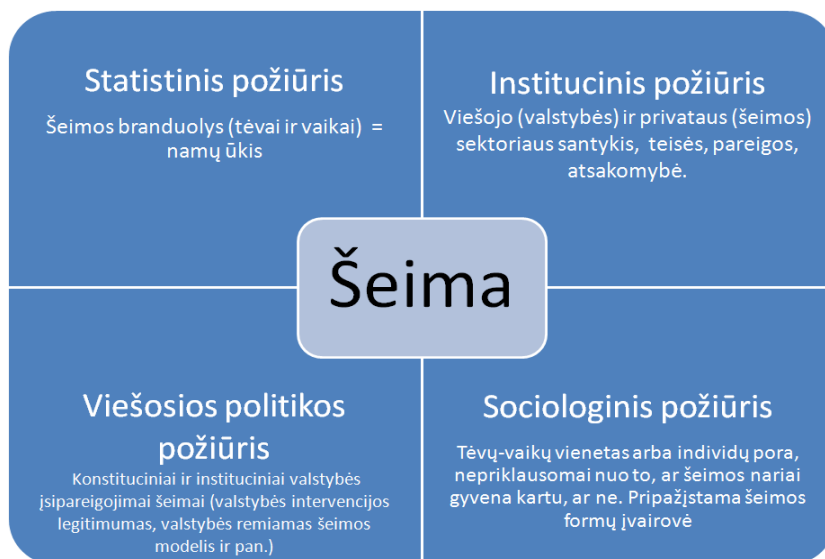 Statistinis požiūris
Šeimos branduolys (tėvai ir vaikai) =
namų ūkis
Institucinis požiūris
Viešojo (valstybės) ir privataus (šeimos)
sektoriaus santykis, teisės, pareigos,
atsakomybė.
Šeima
Viešosios politikos
požiūris
Konstituciniai ir instituciniai valstybės
įsipareigojimai šeimai (valstybės intervencijos
legitimumas, valstybės remiamas šeimos
modelis ir pan.)
Sociologinis požiūris
Tėvų-vaikų vienetas arba individų pora,
nepriklausomai nuo to, ar šeimos nariai
gyvena kartu, ar ne. Pripažįstama šeimos
formų įvairovė